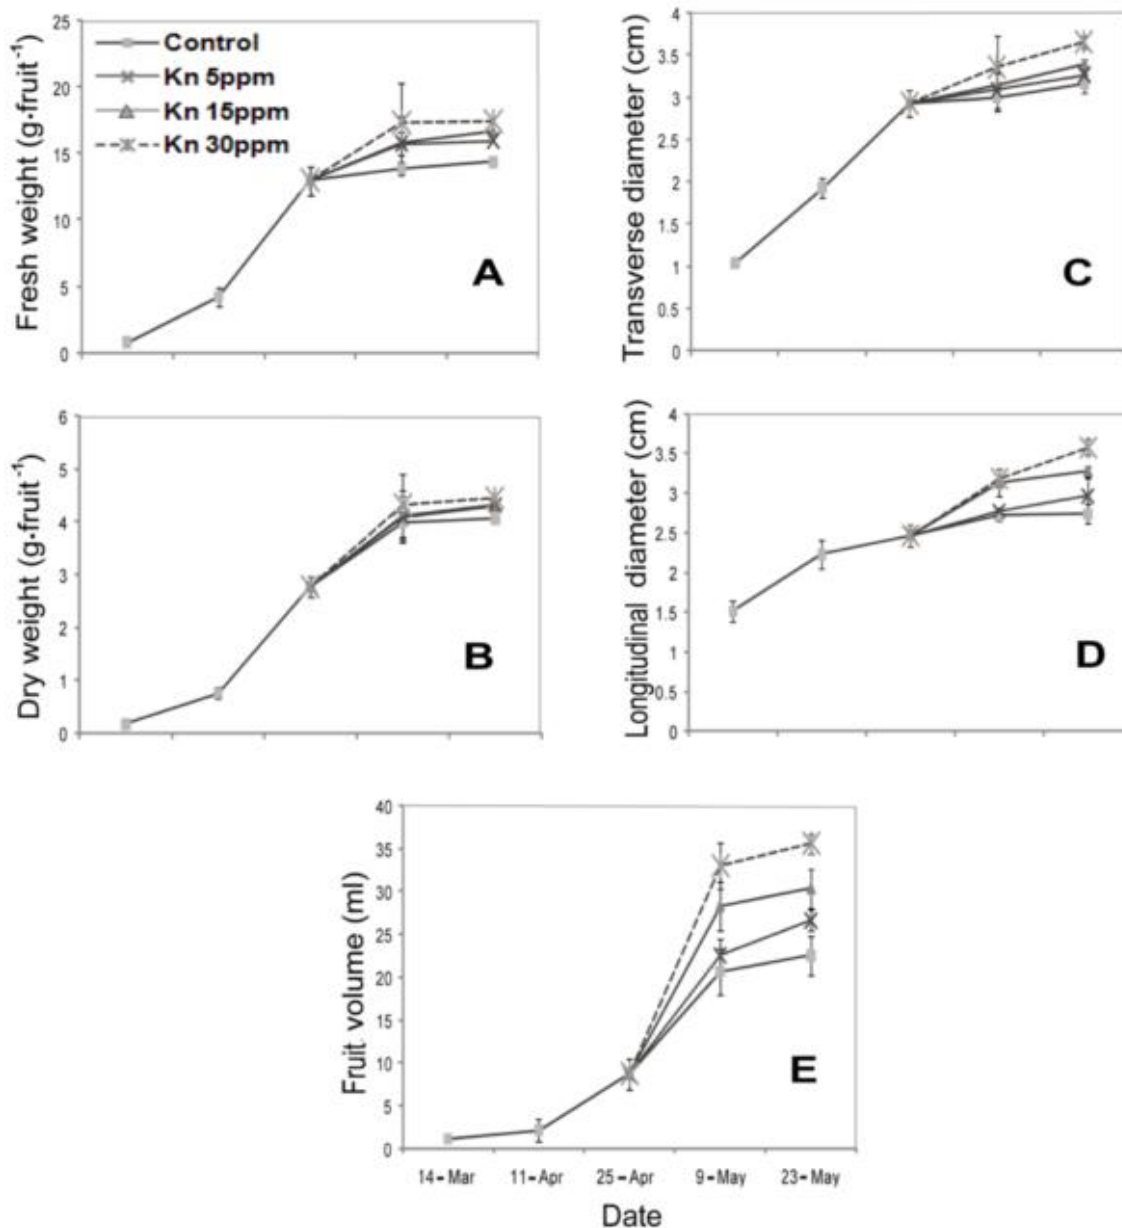 Fresh weight (g·fruit⁻¹)
25
20
15
10
5
0
Control
Kn 5ppm
Kn 15ppm
Kn 30ppm
A
Transverse diameter (cm)
4
3.5
3
2.5
2
1.5
1
0.5
0
C
Dry weight (g·fruit⁻¹)
6
5
4
3
2
1
0
B
Longitudinal diameter (cm)
4
3.5
3
2.5
2
1.5
1
0.5
0
D
Fruit volume (ml)
40
35
30
25
20
15
10
5
0
E
14-Mar 11-Apr 25-Apr 9-May 23-May
Date